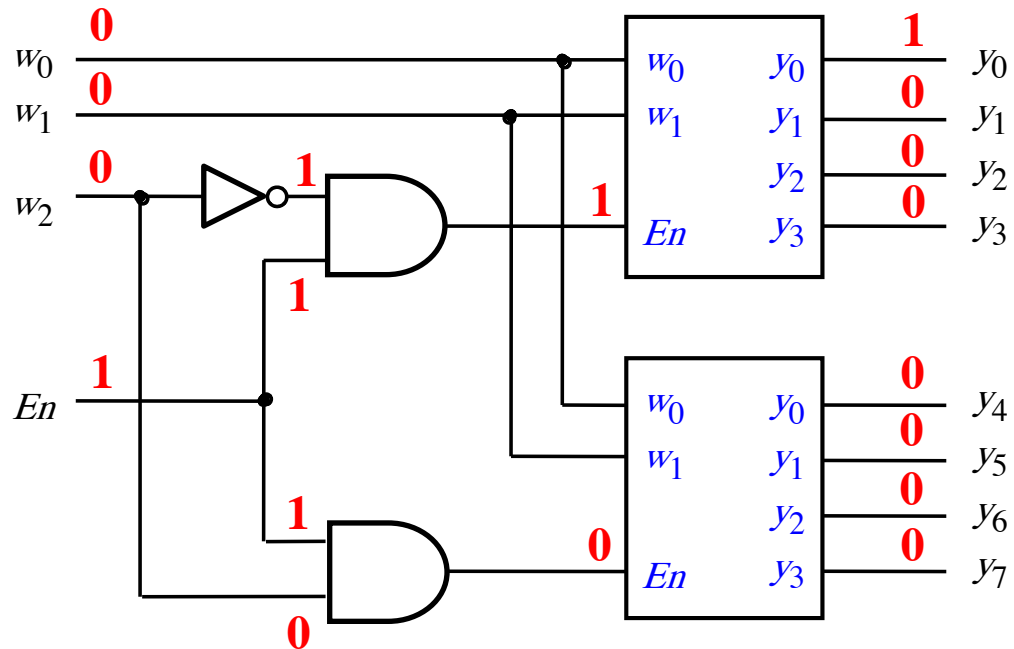 0
w0 w0 y0 1 y0
0
w1 w1 y1 0 y1
0
w2 1 y2 0 y2
1 En y3 0 y3
1
1
En
0
w0 y0 y4
0
w1 y1 y5
1 0
y2 y6
0 En y3 0 y7
0